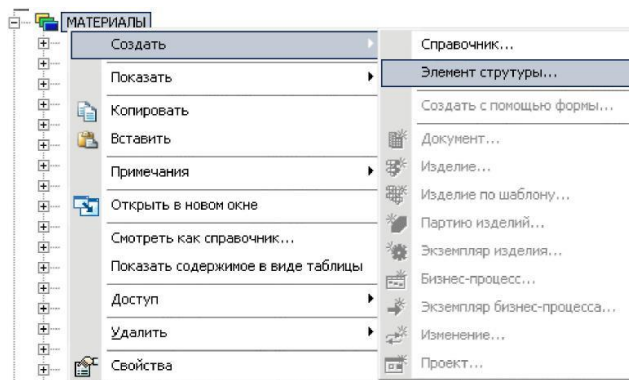 МАТЕРИАЛЫ
Создать
Показать
Копировать
Вставить
Примечания
Открыть в новом окне
Смотреть как справочник...
Показать содержимое в виде таблицы
Доступ
Удалить
Свойства
Справочник...
Элемент струтуры...
Создать с помощью формы...
Документ...
Изделие...
Изделие по шаблону...
Партию изделий...
Экземпляр изделия...
Бизнес-процесс...
Экземпляр бизнес-процесса...
Изменение...
Проект...